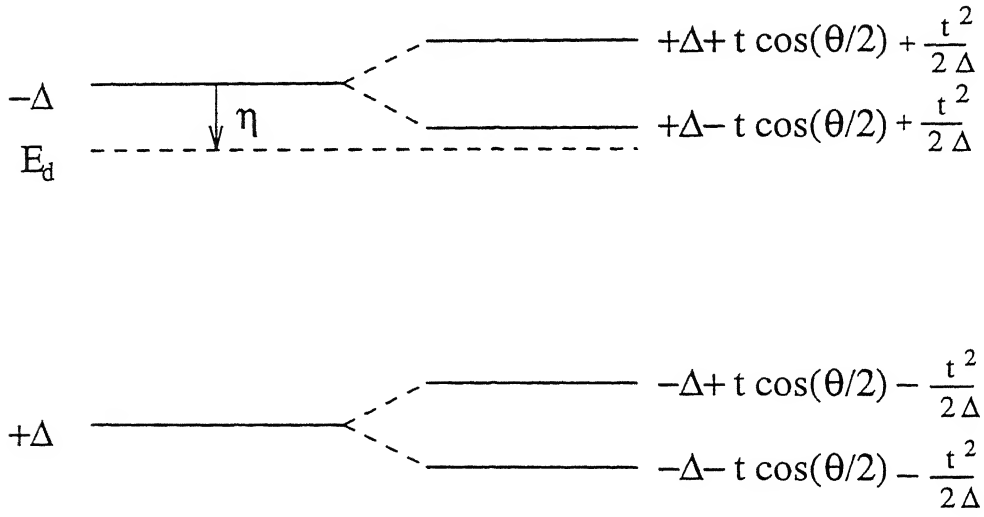 +Δ+ t cos(θ/2) + t²/2Δ
−Δ
η
+Δ− t cos(θ/2) + t²/2Δ
E_d
−Δ+ t cos(θ/2) − t²/2Δ
+Δ
−Δ− t cos(θ/2) − t²/2Δ